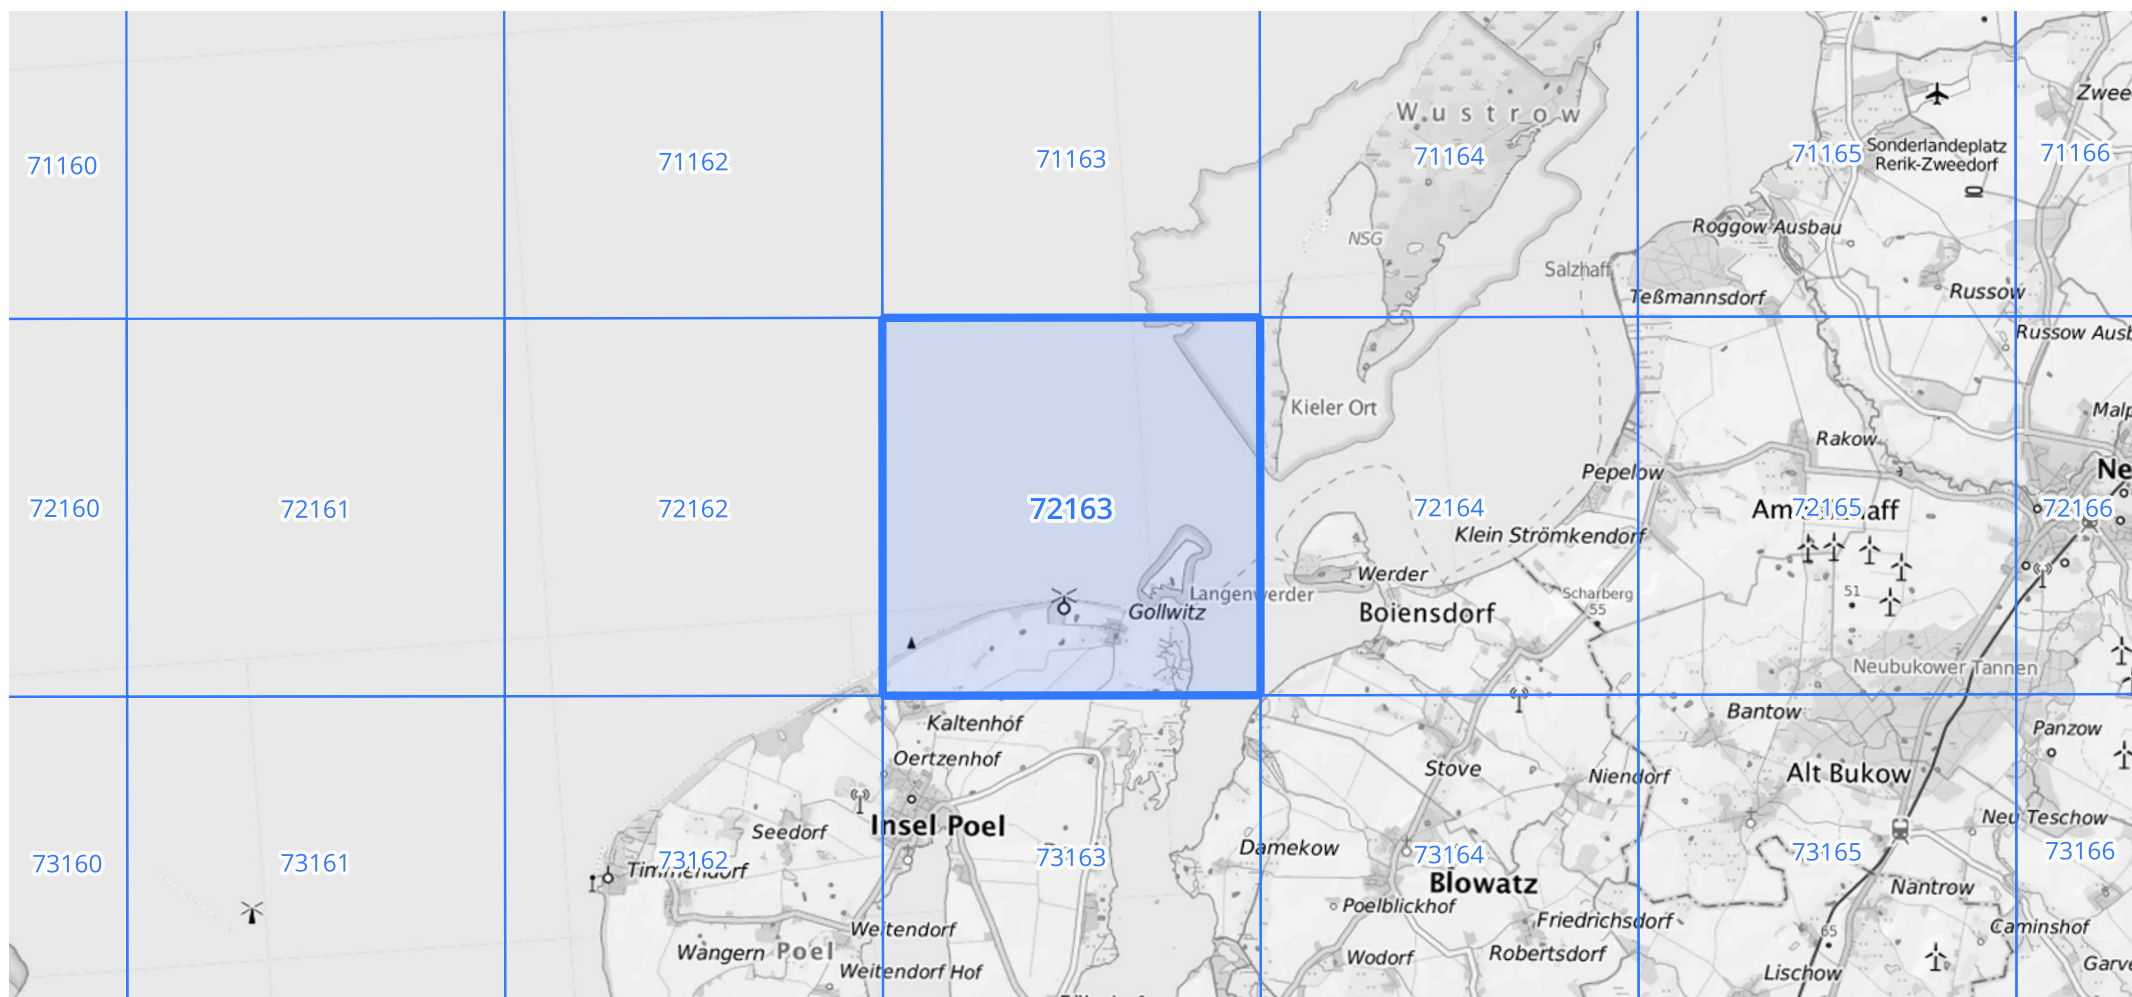 Zwee
Wustrow
71160
71162
71163
71164
71165
Sonderlandeplatz
Rerik-Zweedorf
71166
NSG
Roggow Ausbau
Salzhaff
Teßmannsdorf
Russow
Russow Ausb
Kieler Ort
Malp
Rakow
Pepelow
Ne
72160
72161
72162
72163
72164
72165
72166
Klein Strömkendorf
Werder
Langenwerder
Gollwitz
Boiensdorf
Scharberg
55
51
Neubukower Tannen
Kaltenhof
Bantow
Panzow
Oertzenhof
Stove
Niendorf
Alt Bukow
Insel Poel
Seedorf
Neu Teschow
Damekow
73160
73161
73162
73163
73164
73165
73166
Timmendorf
Blowatz
Nantrow
Poelblickhof
Friedrichsdorf
Weitendorf
65
Caminshof
Wangern
Poel
Wodorf
Robertsdorf
Weitendorf Hof
Lischow
Garve